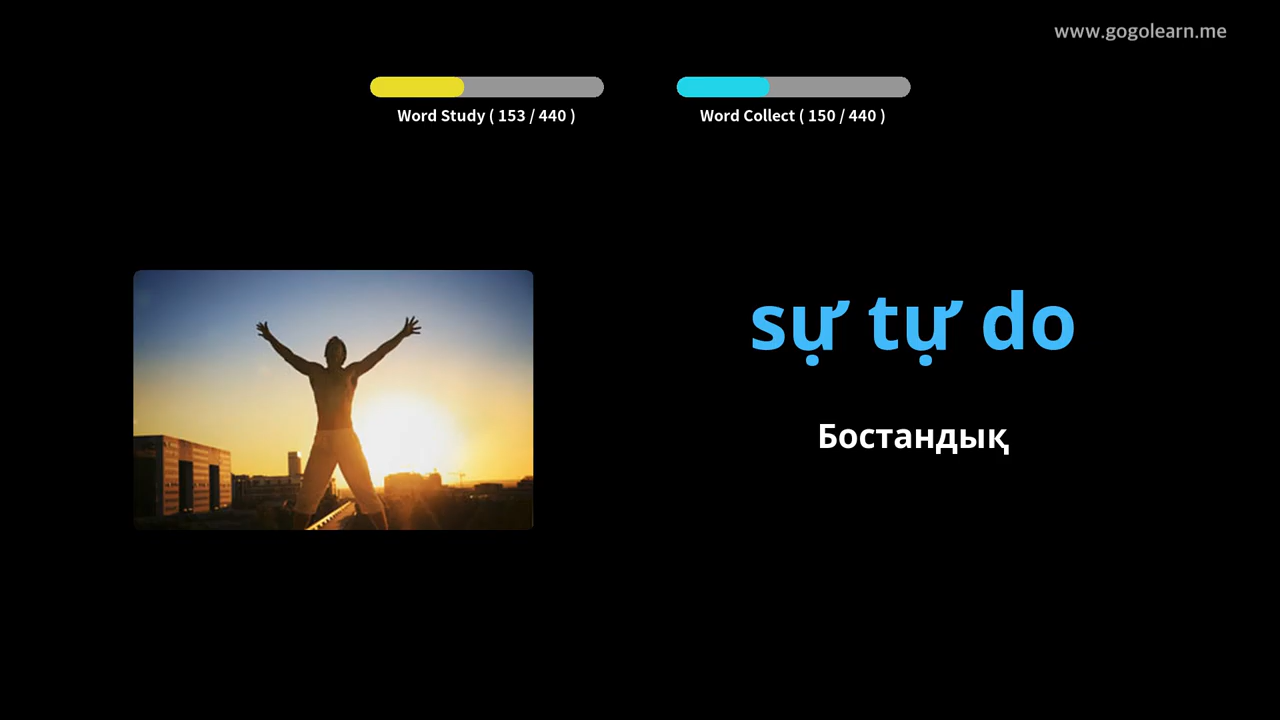 www.gogolearn.me
Word Study ( 153 / 440 )
Word Collect ( 150 / 440 )
sự tự do
Бостандық